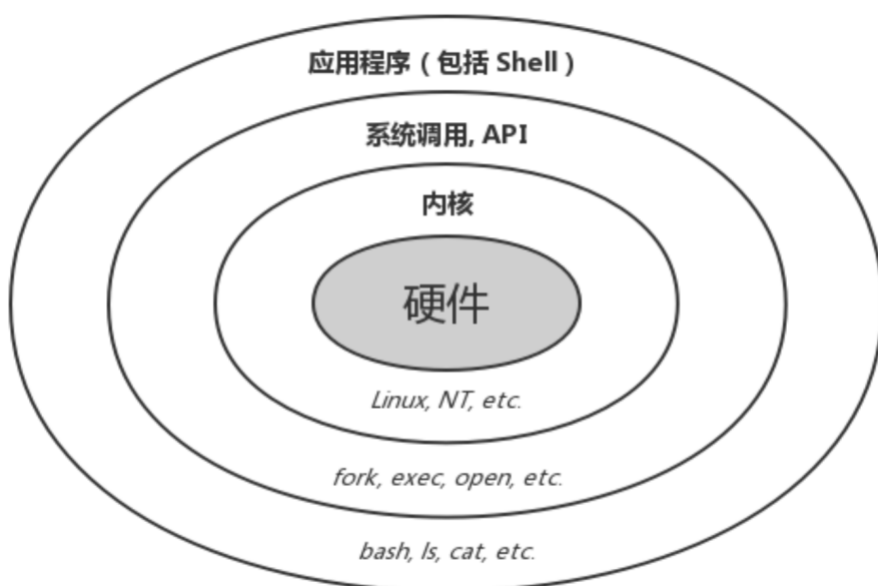 应用程序（包括 Shell）
系统调用, API
内核
硬件
Linux, NT, etc.
fork, exec, open, etc.
bash, ls, cat, etc.